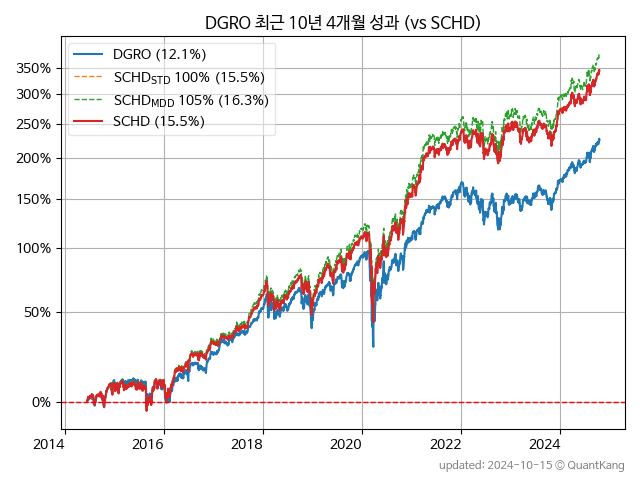 DGRO 최근 10년 4개월 성과 (vs SCHD)
DGRO (12.1%)
SCHD_STD 100% (15.5%)
SCHD_MDD 105% (16.3%)
SCHD (15.5%)
350%
300%
250%
200%
150%
100%
50%
0%
2014 2016 2018 2020 2022 2024
updated: 2024-10-15 © QuantKang